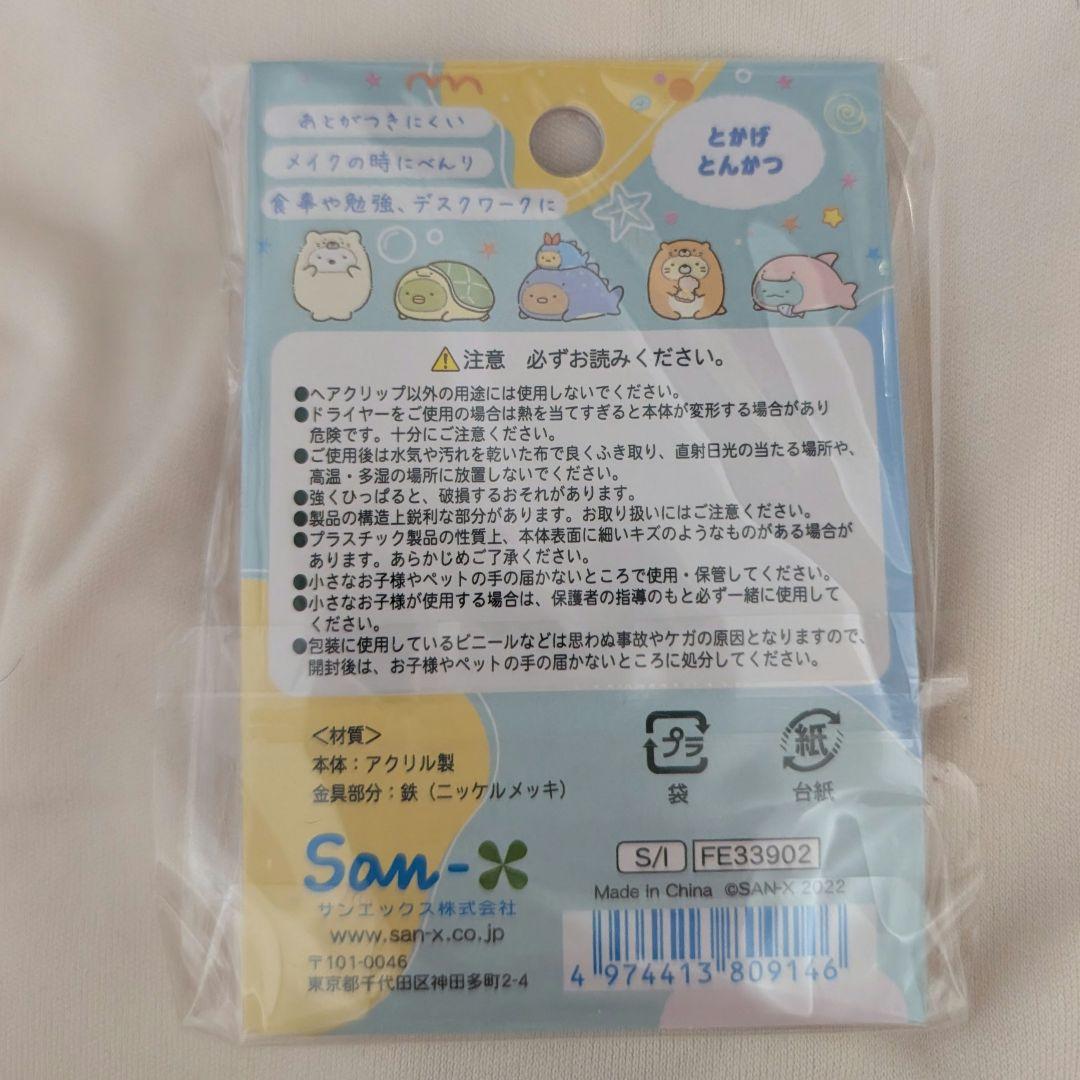 あとがつきにくい
メイクの時にべんり
食事や勉強、デスクワークに
とかげ
とんかつ
注意 必ずお読みください。
●ヘアクリップ以外の用途には使用しないでください。
●ドライヤーをご使用の場合は熱を当てすぎると本体が変形する場合があり
危険です。十分にご注意ください。
●ご使用後は水気や汚れを乾いた布で良くふき取り、直射日光の当たる場所や、
高温・多湿の場所に放置しないでください。
●強くひっぱると、破損するおそれがあります。
●製品の構造上鋭利な部分があります。お取り扱いにはご注意ください。
●プラスチック製品の性質上、本体表面に細いキズのようなものがある場合が
あります。あらかじめご了承ください。
●小さなお子様やペットの手の届かないところで使用・保管してください。
●小さなお子様が使用する場合は、保護者の指導のもと必ず一緒に使用して
ください。
●包装に使用しているビニールなどは思わぬ事故やケガの原因となりますので、
開封後は、お子様やペットの手の届かないところに処分してください。
＜材質＞
本体：アクリル製
金具部分：鉄（ニッケルメッキ）
プラ
袋
紙
台紙
San-X
サンエックス株式会社
www.san-x.co.jp
〒101-0046
東京都千代田区神田多町2-4
S/I FE33902
Made in China ©SAN-X 2022
4 974413 809146